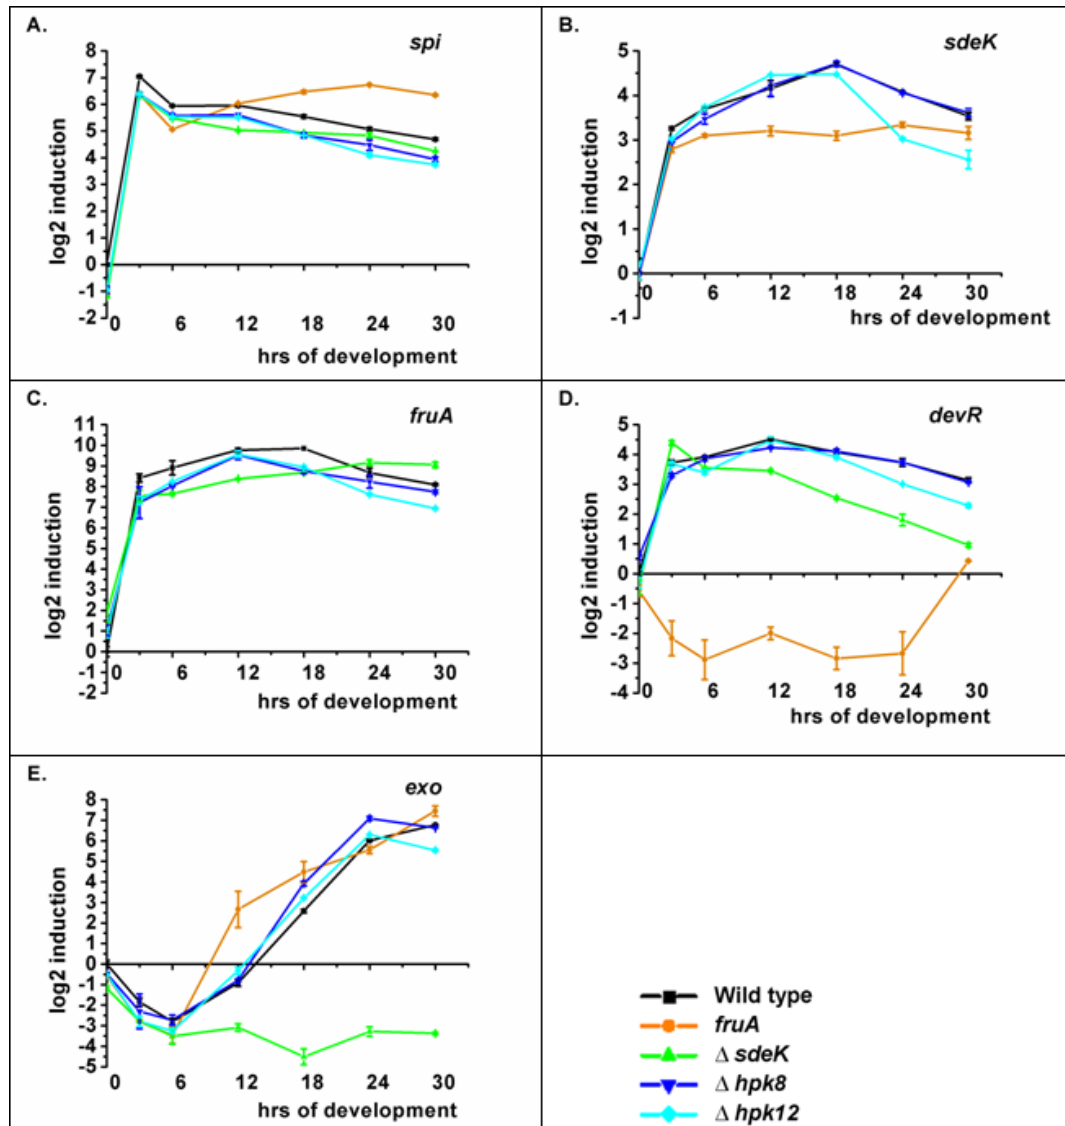 A.
spi
8
7
6
5
4
3
2
1
0
-1
-2
log2 induction
0 6 12 18 24 30
hrs of development
B.
sdeK
5
4
3
2
1
0
-1
log2 induction
0 6 12 18 24 30
hrs of development
C.
fruA
11
10
9
8
7
6
5
4
3
2
1
0
-1
-2
log2 induction
0 6 12 18 24 30
hrs of development
D.
devR
5
4
3
2
1
0
-1
-2
-3
-4
log2 induction
0 6 12 18 24 30
hrs of development
E.
exo
8
7
6
5
4
3
2
1
0
-1
-2
-3
-4
-5
log2 induction
0 6 12 18 24 30
hrs of development
Wild type
fruA
Δ sdeK
Δ hpk8
Δ hpk12